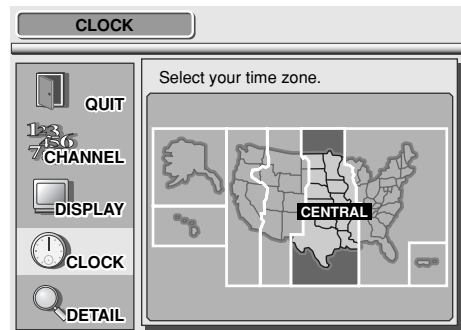 CLOCK
Select your time zone.
QUIT
123
456
7 CHANNEL
DISPLAY
CENTRAL
CLOCK
DETAIL